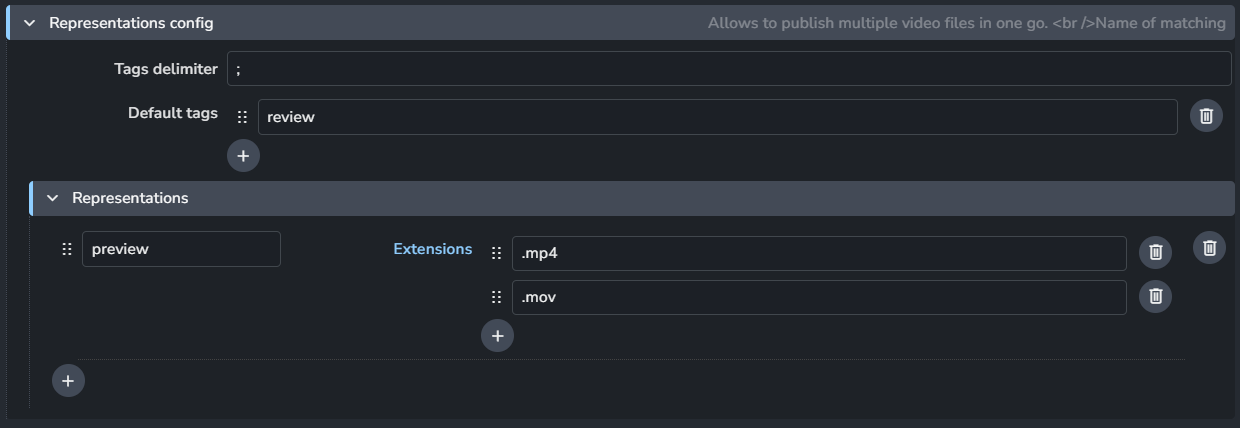 Representations config
Allows to publish multiple video files in one go. <br />Name of matching
Tags delimiter
;
Default tags
review
+
Representations
preview
Extensions
.mp4
.mov
+
+